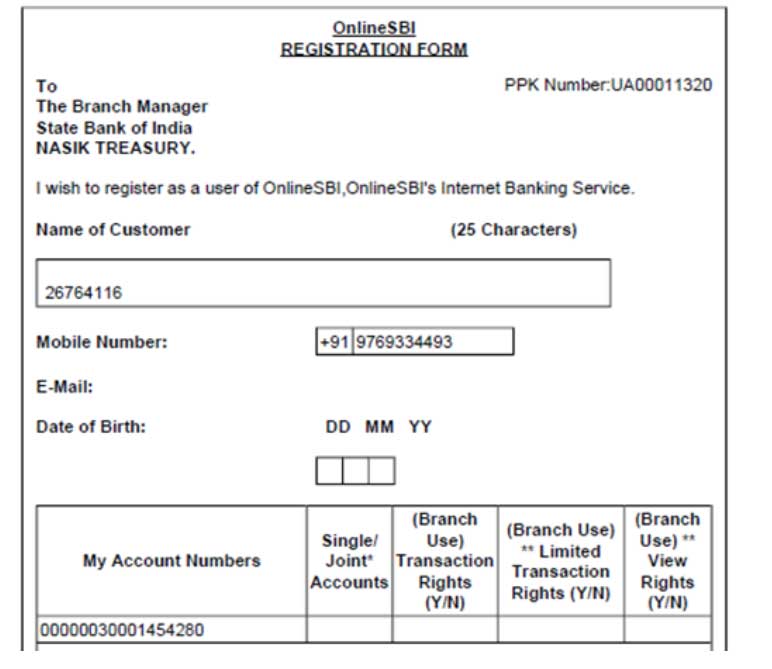 OnlineSBI
REGISTRATION FORM
To
PPK Number:UA00011320
The Branch Manager
State Bank of India
NASIK TREASURY.
I wish to register as a user of OnlineSBI,OnlineSBI's Internet Banking Service.
Name of Customer (25 Characters)
26764116
Mobile Number: +91 9769334493
E-Mail:
Date of Birth: DD MM YY
My Account Numbers
Single/
Joint*
Accounts
(Branch
Use)
Transaction
Rights
(Y/N)
(Branch Use)
** Limited
Transaction
Rights (Y/N)
(Branch
Use) **
View
Rights
(Y/N)
00000030001454280